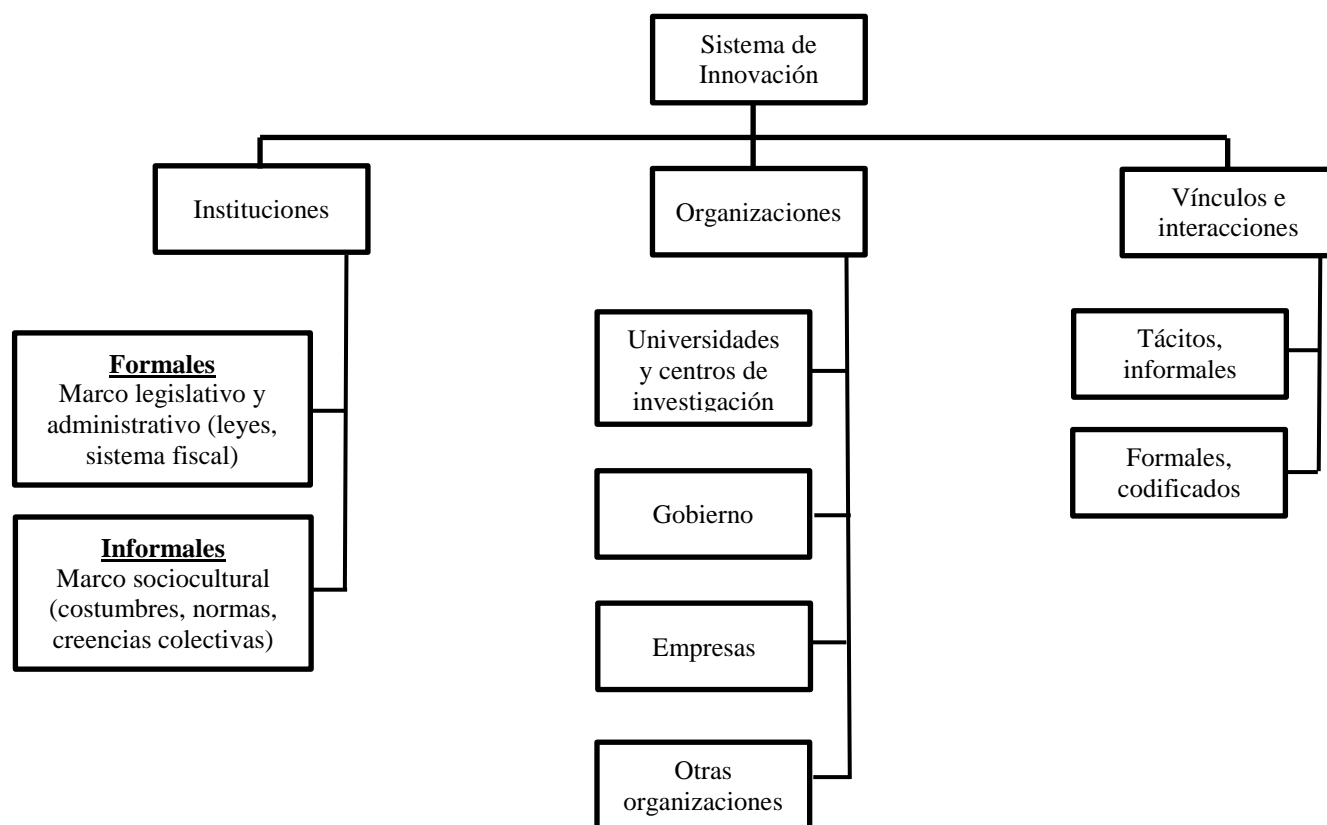 Sistema de
Innovación
Instituciones
Organizaciones
Vínculos e
interacciones
Formales
Marco legislativo y
administrativo (leyes,
sistema fiscal)
Informales
Marco sociocultural
(costumbres, normas,
creencias colectivas)
Universidades
y centros de
investigación
Gobierno
Empresas
Otras
organizaciones
Tácitos,
informales
Formales,
codificados